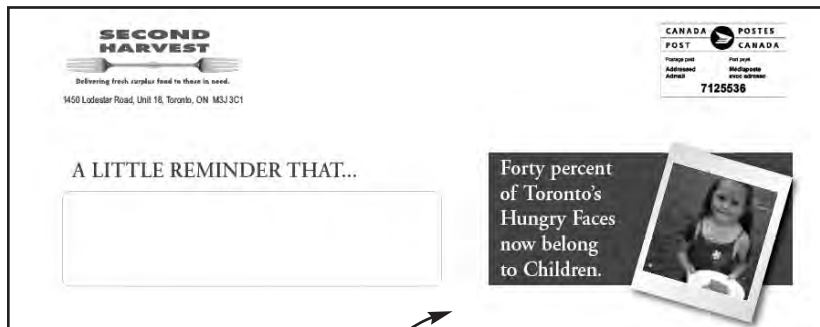 SECOND
HARVEST
Delivering fresh surplus food to those in need.
1450 Lodestar Road, Unit 18, Toronto, ON M3J 3C1
CANADA POSTES
POST CANADA
Postage paid Port payé
Addressed Médiaposte
Admail avec adresse
7125536
A LITTLE REMINDER THAT...
Forty percent
of Toronto's
Hungry Faces
now belong
to Children.